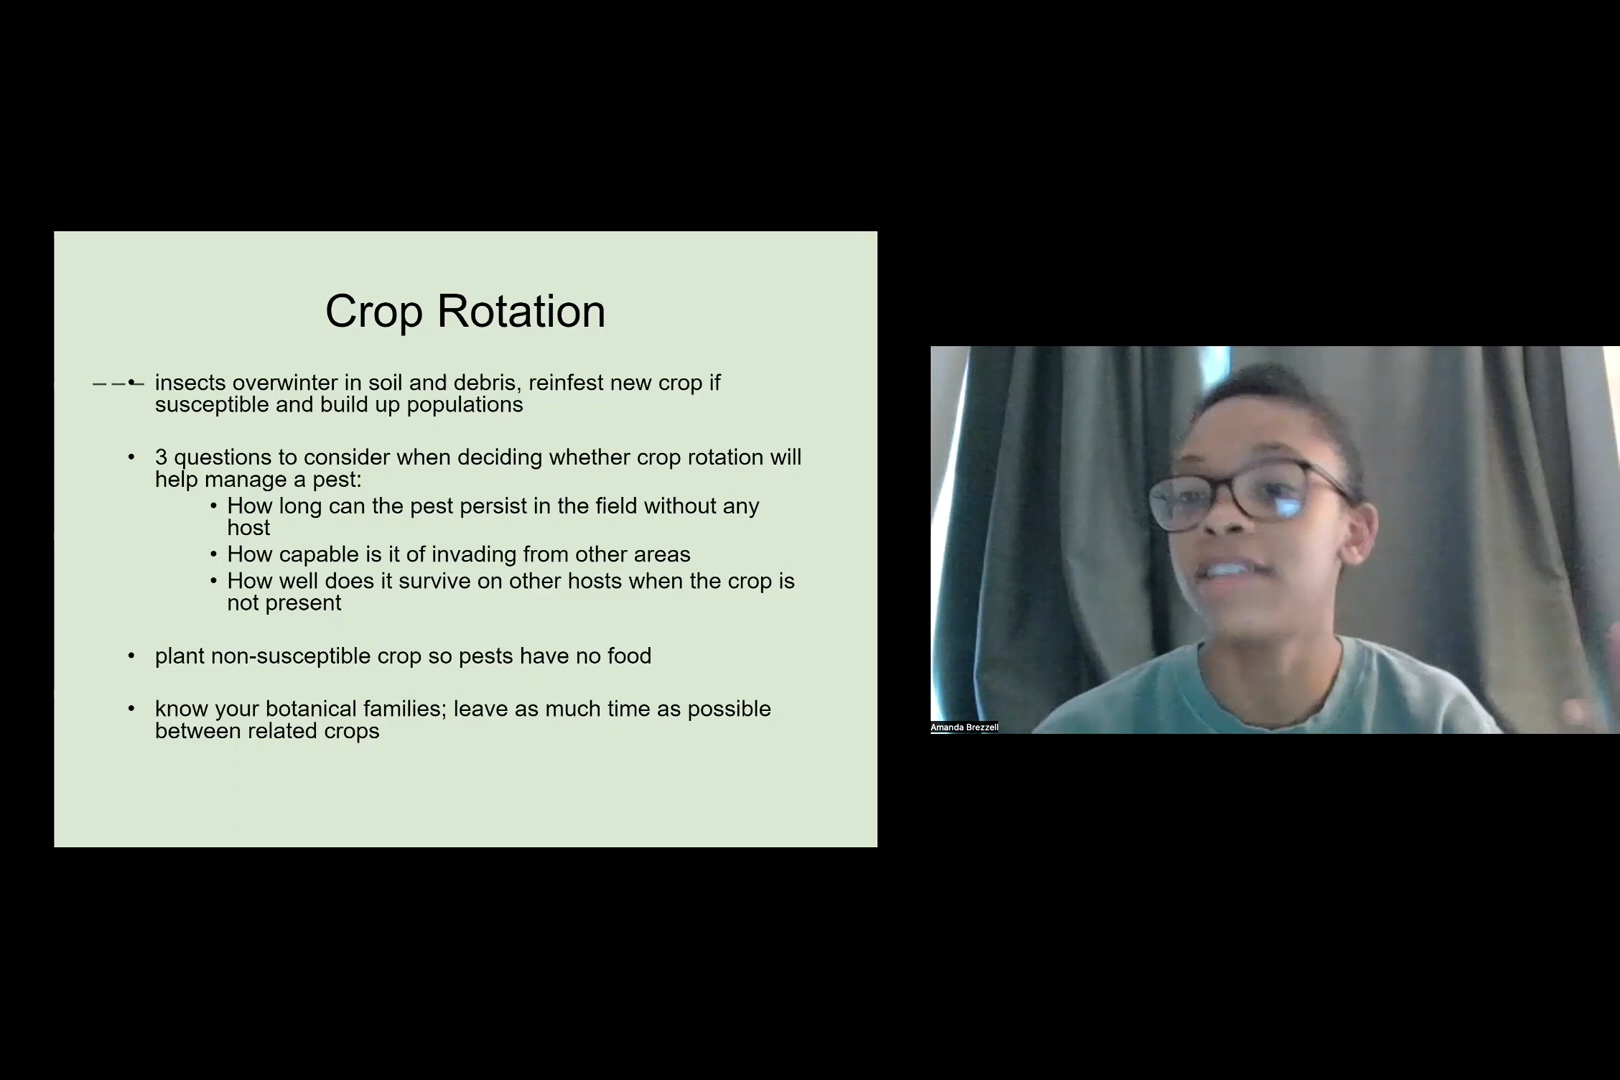 Crop Rotation
• insects overwinter in soil and debris, reinfest new crop if
susceptible and build up populations
• 3 questions to consider when deciding whether crop rotation will
help manage a pest:
• How long can the pest persist in the field without any
host
• How capable is it of invading from other areas
• How well does it survive on other hosts when the crop is
not present
• plant non-susceptible crop so pests have no food
• know your botanical families; leave as much time as possible
between related crops
Amanda Brezzell